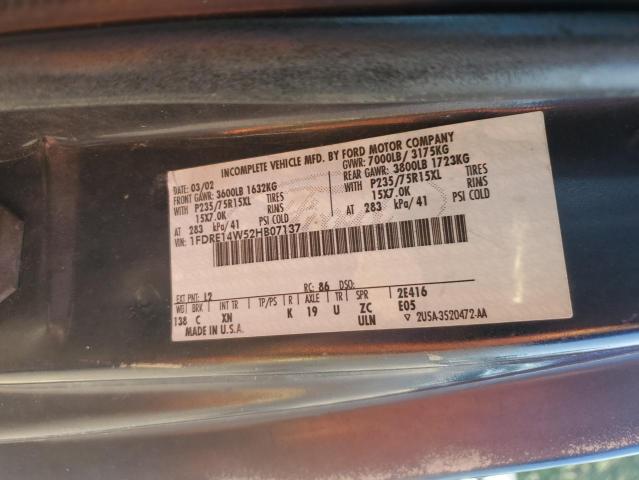 INCOMPLETE VEHICLE MFD. BY FORD MOTOR COMPANY
DATE: 03/02 GVWR: 7000LB/ 3175KG
FRONT GAWR: 3600LB 1632KG REAR GAWR: 3800LB 1723KG
WITH P235/75R15XL TIRES WITH P235/75R15XL TIRES
15X7.0K RIMS 15X7.0K RIMS
AT 283 kPa/41 PSI COLD AT 283 kPa/41 PSI COLD
VIN: 1FDRE14W52HB07137
EXT PNT: L2 RC: 86 DSO:
WB BRK INT TR TP/PS R AXLE TR SPR 2E416
138 C XN K 19 U ZC E05
MADE IN U.S.A. ULN 2USA-3520472-AA